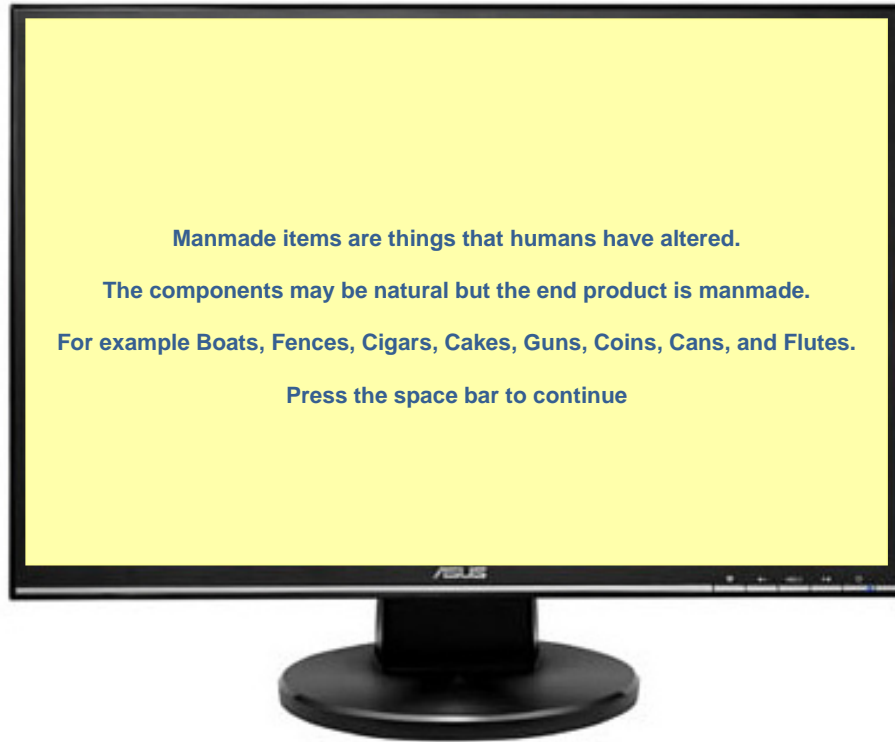 Manmade items are things that humans have altered.
The components may be natural but the end product is manmade.
For example Boats, Fences, Cigars, Cakes, Guns, Coins, Cans, and Flutes.
Press the space bar to continue
ASUS